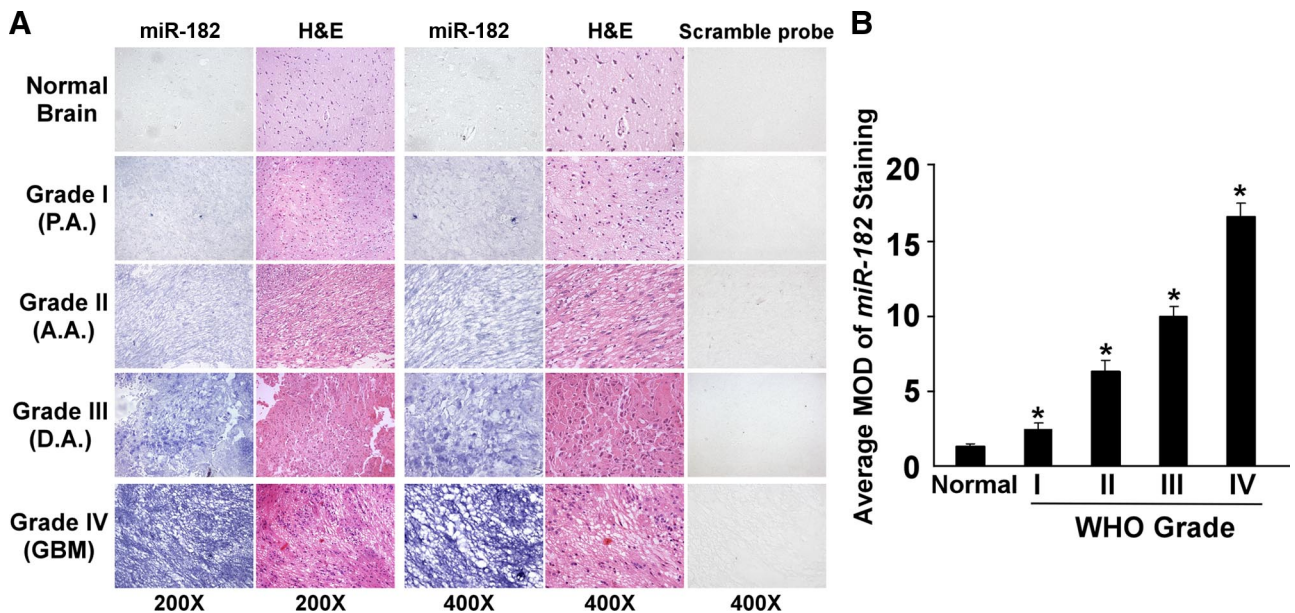 A
miR-182 H&E miR-182 H&E Scramble probe
Normal
Brain
Grade I
(P.A.)
Grade II
(A.A.)
Grade III
(D.A.)
Grade IV
(GBM)
200X 200X 400X 400X 400X
B
Average MOD of miR-182 Staining
20
15
10
5
0
* * * *
Normal I II III IV
WHO Grade